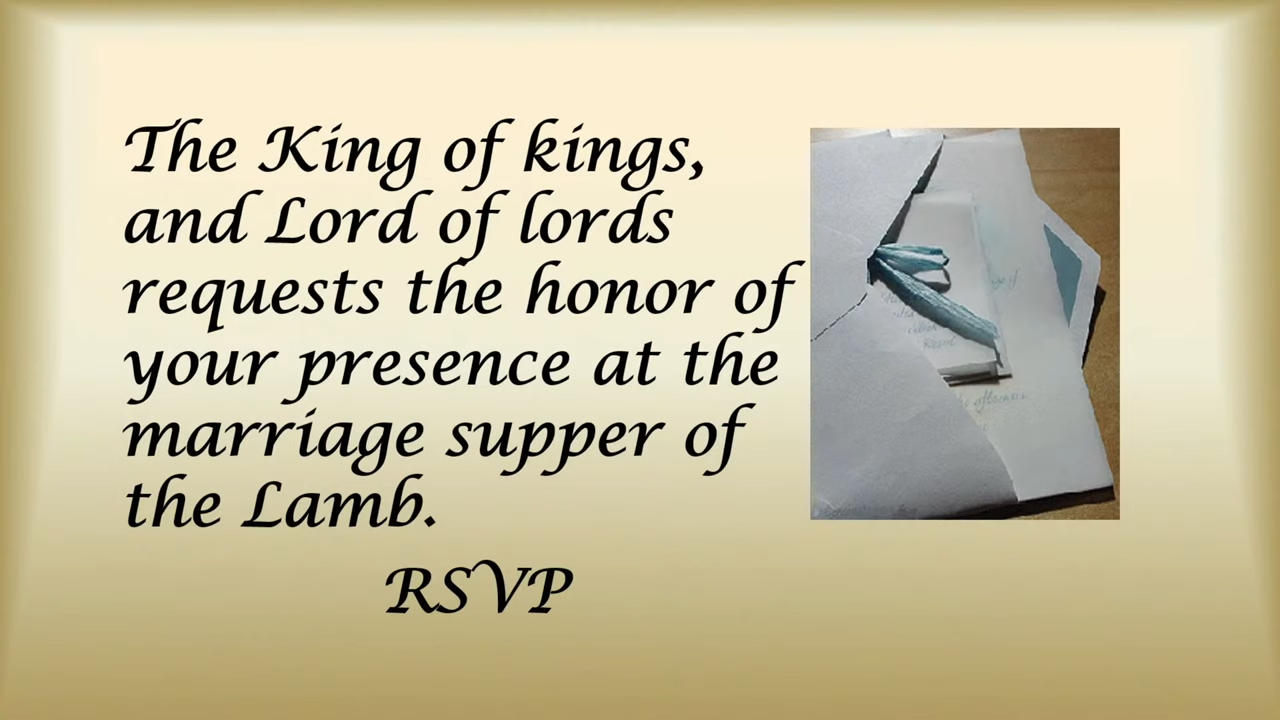 The King of kings,
and Lord of lords
requests the honor of
your presence at the
marriage supper of
the Lamb.
RSVP